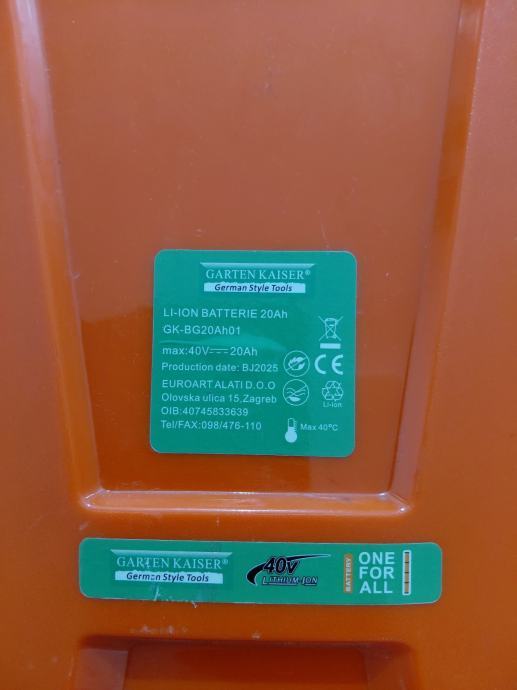 GARTEN KAISER®
German Style Tools
LI-ION BATTERIE 20Ah
GK-BG20Ah01
max:40V⎓20Ah
Production date: BJ2025
EUROART ALATI D.O.O
Olovska ulica 15,Zagreb
OIB:40745833639
Tel/FAX:098/476-110
CE
Li-ion
Max 40°C
GARTEN KAISER®
German Style Tools
40V
LITHIUM-ION
BATTERY
ONE
FOR
ALL